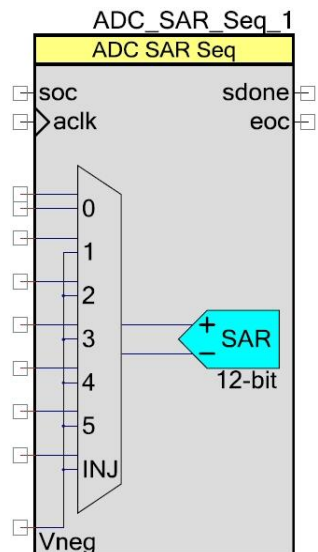 ADC_SAR_Seq_1
ADC SAR Seq
soc sdone
aclk eoc
0
1
2
3
4
5
INJ
+
SAR
−
12-bit
Vneg